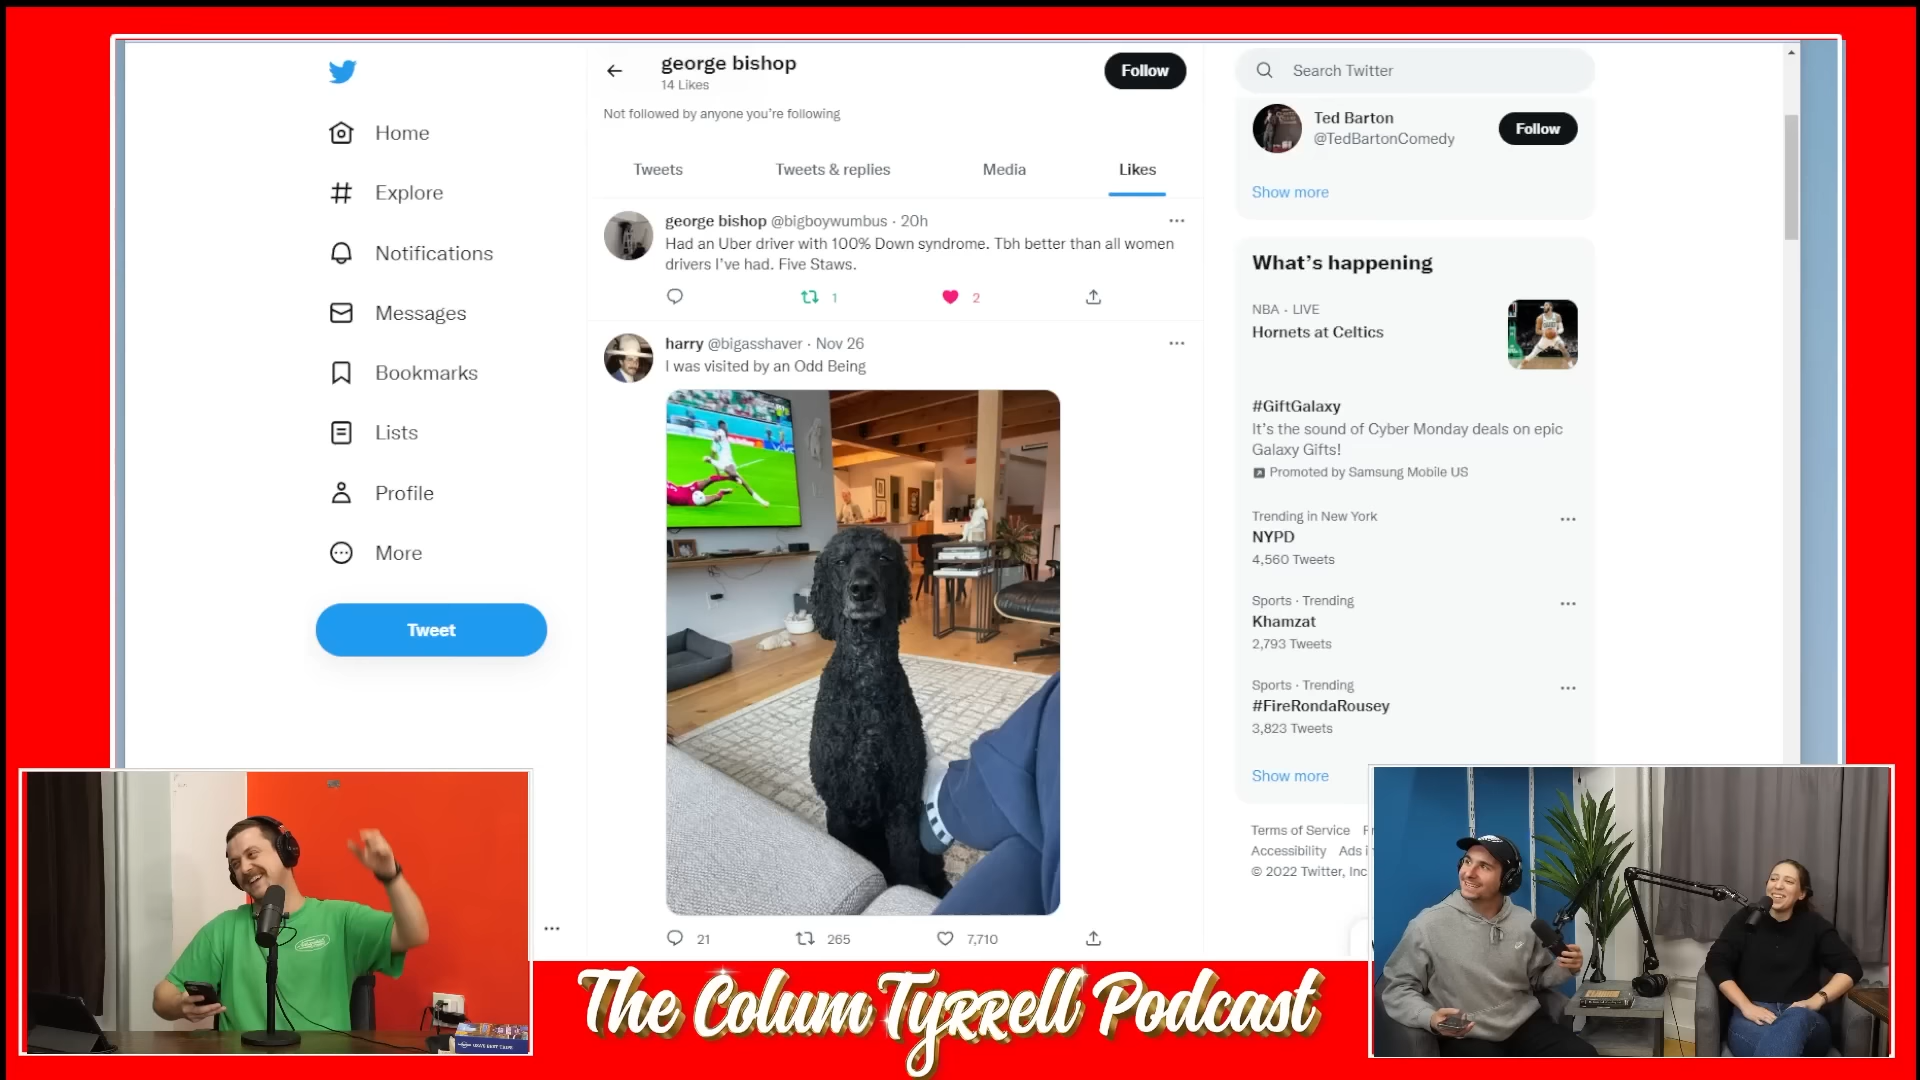 Home
Explore
Notifications
Messages
Bookmarks
Lists
Profile
More
Tweet
george bishop
14 Likes
Follow
Not followed by anyone you're following
Tweets
Tweets & replies
Media
Likes
george bishop @bigboywumbus · 20h
Had an Uber driver with 100% Down syndrome. Tbh better than all women
drivers I've had. Five Staws.
1
2
harry @bigasshaver · Nov 26
I was visited by an Odd Being
21
265
7,710
Search Twitter
Ted Barton
@TedBartonComedy
Follow
Show more
What's happening
NBA · LIVE
Hornets at Celtics
#GiftGalaxy
It's the sound of Cyber Monday deals on epic
Galaxy Gifts!
Promoted by Samsung Mobile US
Trending in New York
NYPD
4,560 Tweets
Sports · Trending
Khamzat
2,793 Tweets
Sports · Trending
#FireRondaRousey
3,823 Tweets
Show more
Terms of Service
Accessibility Ads
© 2022 Twitter, Inc
The Colum Tyrrell Podcast